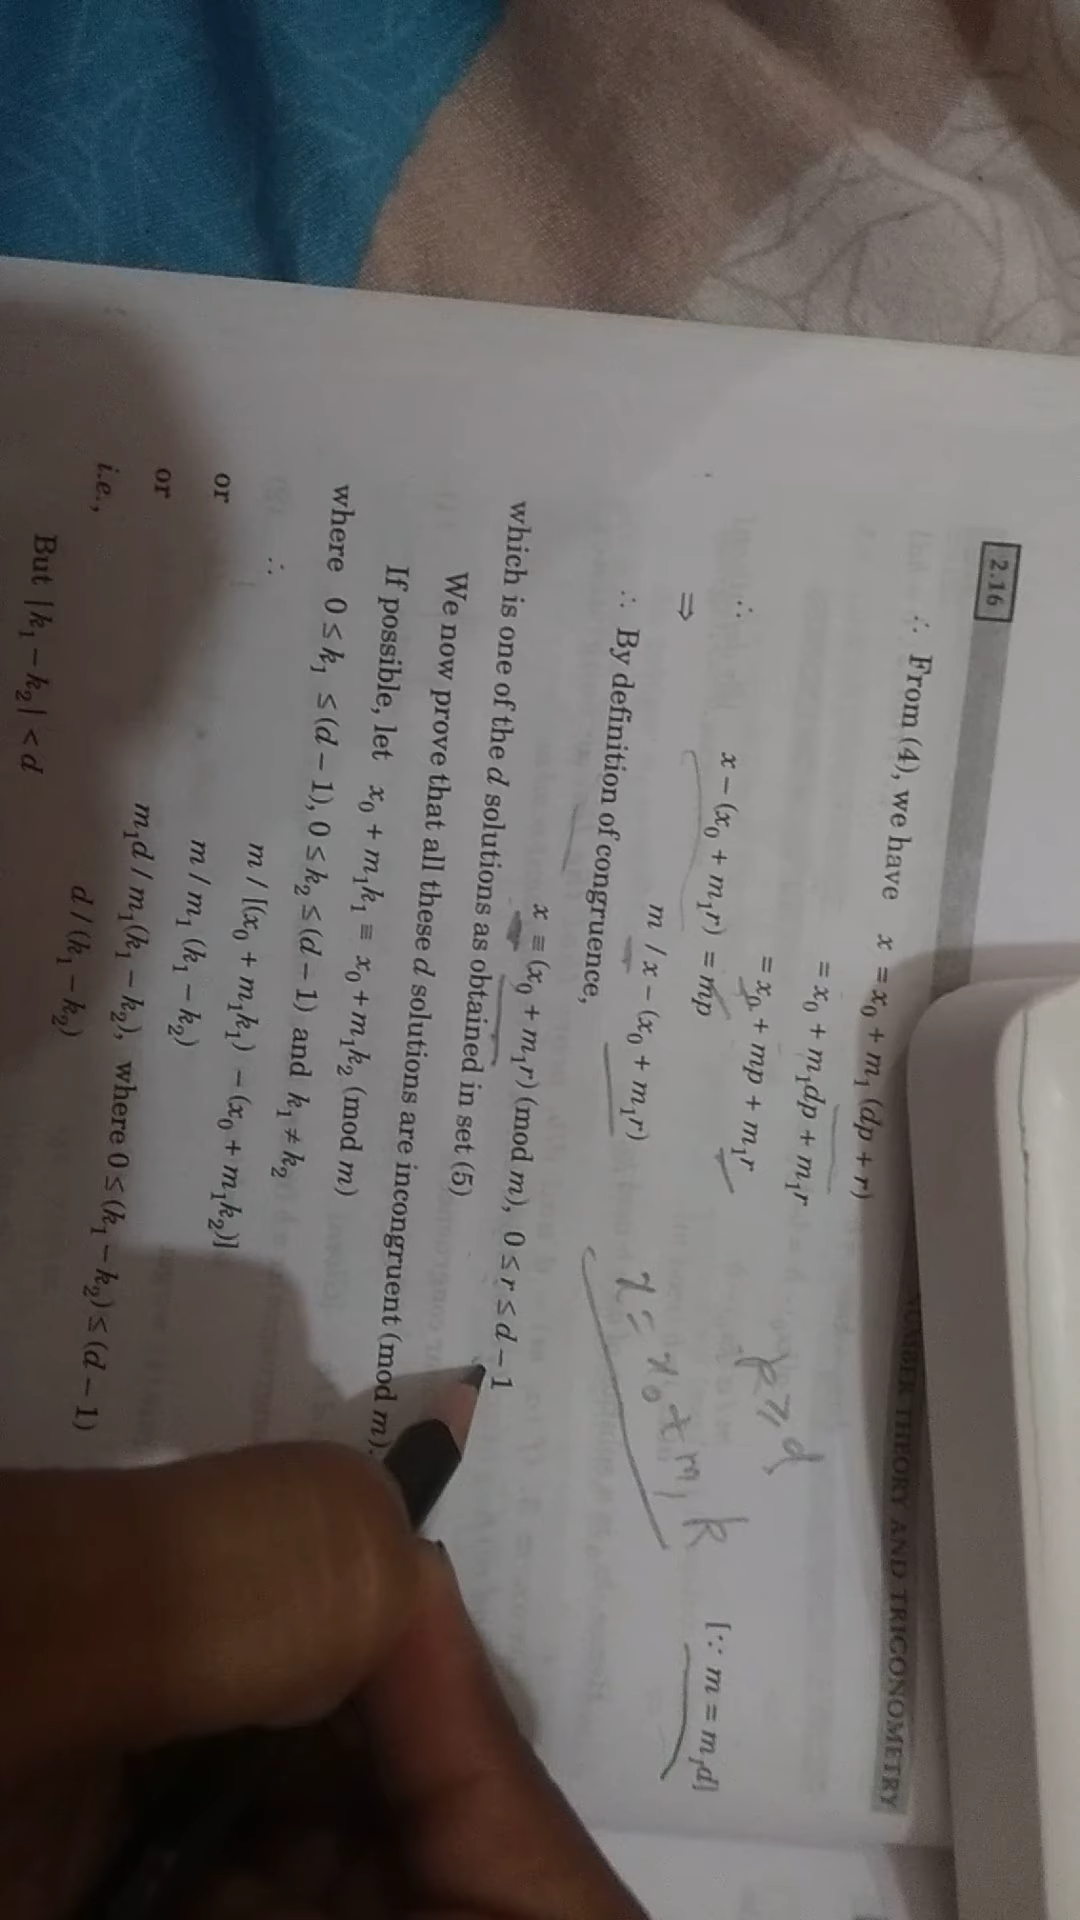 2.16
NUMBER THEORY AND TRIGONOMETRY
∴ From (4), we have x = x₀ + m₁ (dp + r)
= x₀ + m₁dp + m₁r
k ≥ d
∴ = x₀ + mp + m₁r [∵ m = m₁d]
⇒ x – (x₀ + m₁r) = mp
x = x₀ + m₁ k
m / x – (x₀ + m₁r)
∴ By definition of congruence,
x ≡ (x₀ + m₁r) (mod m), 0 ≤ r ≤ d – 1
which is one of the d solutions as obtained in set (5)
We now prove that all these d solutions are incongruent (mod m).
If possible, let x₀ + m₁k₁ ≡ x₀ + m₁k₂ (mod m)
where 0 ≤ k₁ ≤ (d – 1), 0 ≤ k₂ ≤ (d – 1) and k₁ ≠ k₂
∴ m / [(x₀ + m₁k₁) – (x₀ + m₁k₂)]
or m / m₁ (k₁ – k₂)
or m₁d / m₁(k₁ – k₂), where 0 ≤ (k₁ – k₂) ≤ (d – 1)
i.e., d / (k₁ – k₂)
But |k₁ – k₂| < d